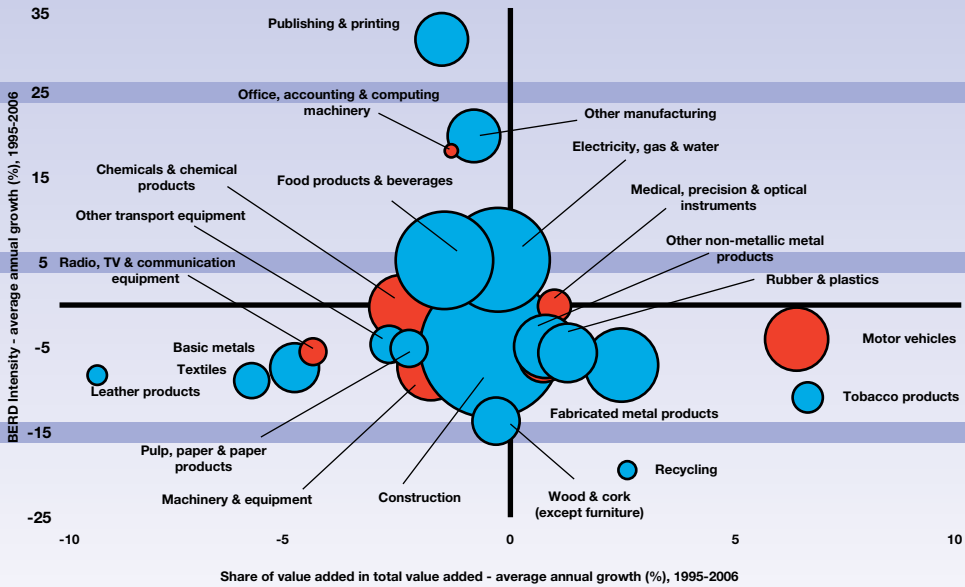 35
Publishing & printing
25
Office, accounting & computing
machinery
Other manufacturing
Electricity, gas & water
15
Chemicals & chemical
products
Food products & beverages
Medical, precision & optical
instruments
Other transport equipment
Other non-metallic metal
products
5
Radio, TV & communication
equipment
Rubber & plastics
-5
Basic metals
Motor vehicles
Textiles
Leather products
Tobacco products
Fabricated metal products
-15
Pulp, paper & paper
products
Recycling
Machinery & equipment
Construction
Wood & cork
(except furniture)
-25
-10
-5
0
5
10
BERD Intensity - average annual growth (%), 1995-2006
Share of value added in total value added - average annual growth (%), 1995-2006